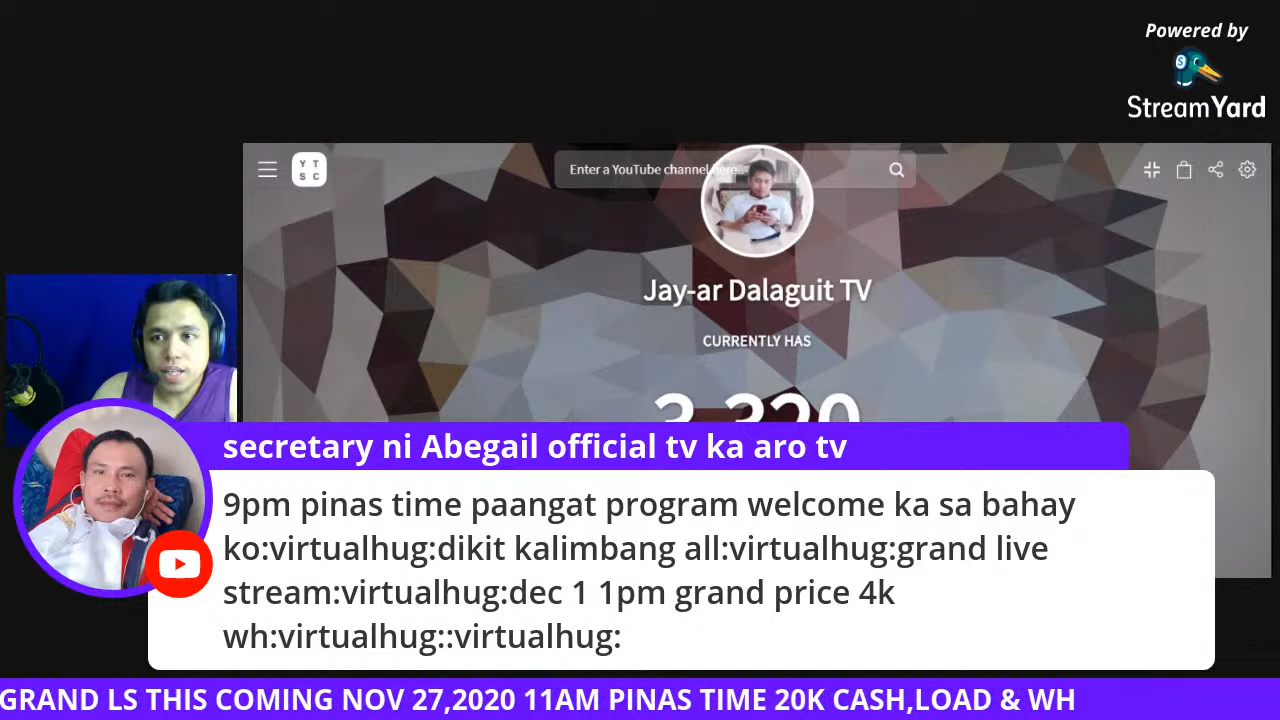 Powered by
S
StreamYard
Y T
S C
Enter a YouTube channel here..
Jay-ar Dalaguit TV
CURRENTLY HAS
3,320
secretary ni Abegail official tv ka aro tv
9pm pinas time paangat program welcome ka sa bahay
ko:virtualhug:dikit kalimbang all:virtualhug:grand live
stream:virtualhug:dec 1 1pm grand price 4k
wh:virtualhug::virtualhug:
GRAND LS THIS COMING NOV 27,2020 11AM PINAS TIME 20K CASH,LOAD & WH